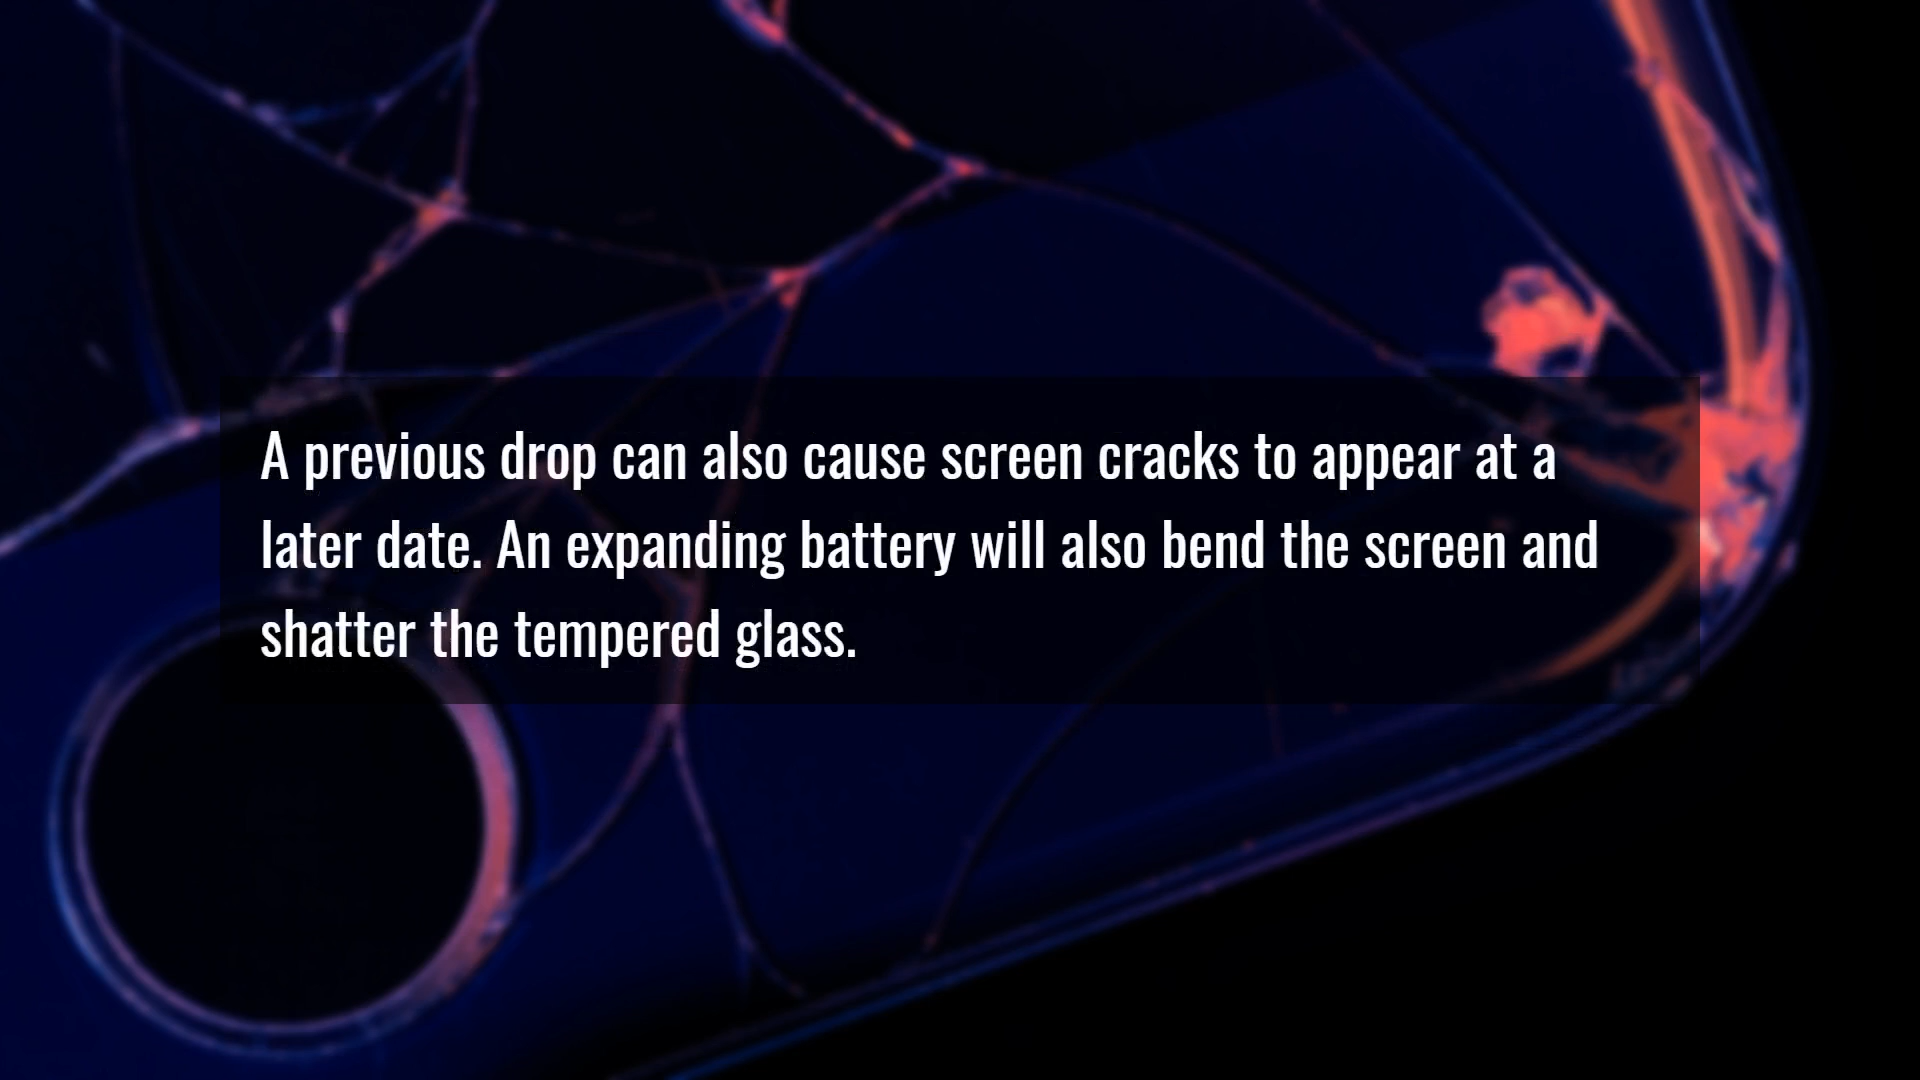 A previous drop can also cause screen cracks to appear at a
later date. An expanding battery will also bend the screen and
shatter the tempered glass.